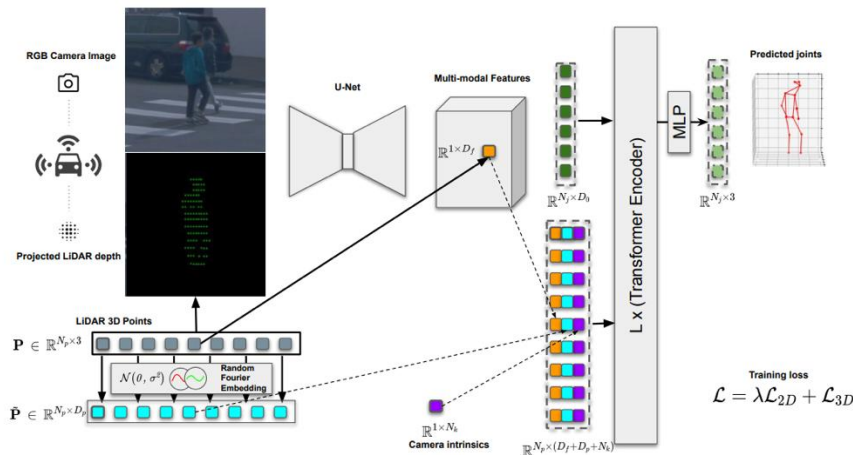 RGB Camera Image
Projected LiDAR depth
U-Net
Multi-modal Features
ℝ^{1×D_f}
ℝ^{N_j×D_0}
L x (Transformer Encoder)
MLP
ℝ^{N_j×3}
Predicted joints
LiDAR 3D Points
P ∈ ℝ^{N_p×3}
𝒩(0, σ²)
Random
Fourier
Embedding
P̃ ∈ ℝ^{N_p×D_p}
ℝ^{1×N_k}
Camera intrinsics
ℝ^{N_p×(D_f+D_p+N_k)}
Training loss
ℒ = λℒ_{2D} + ℒ_{3D}